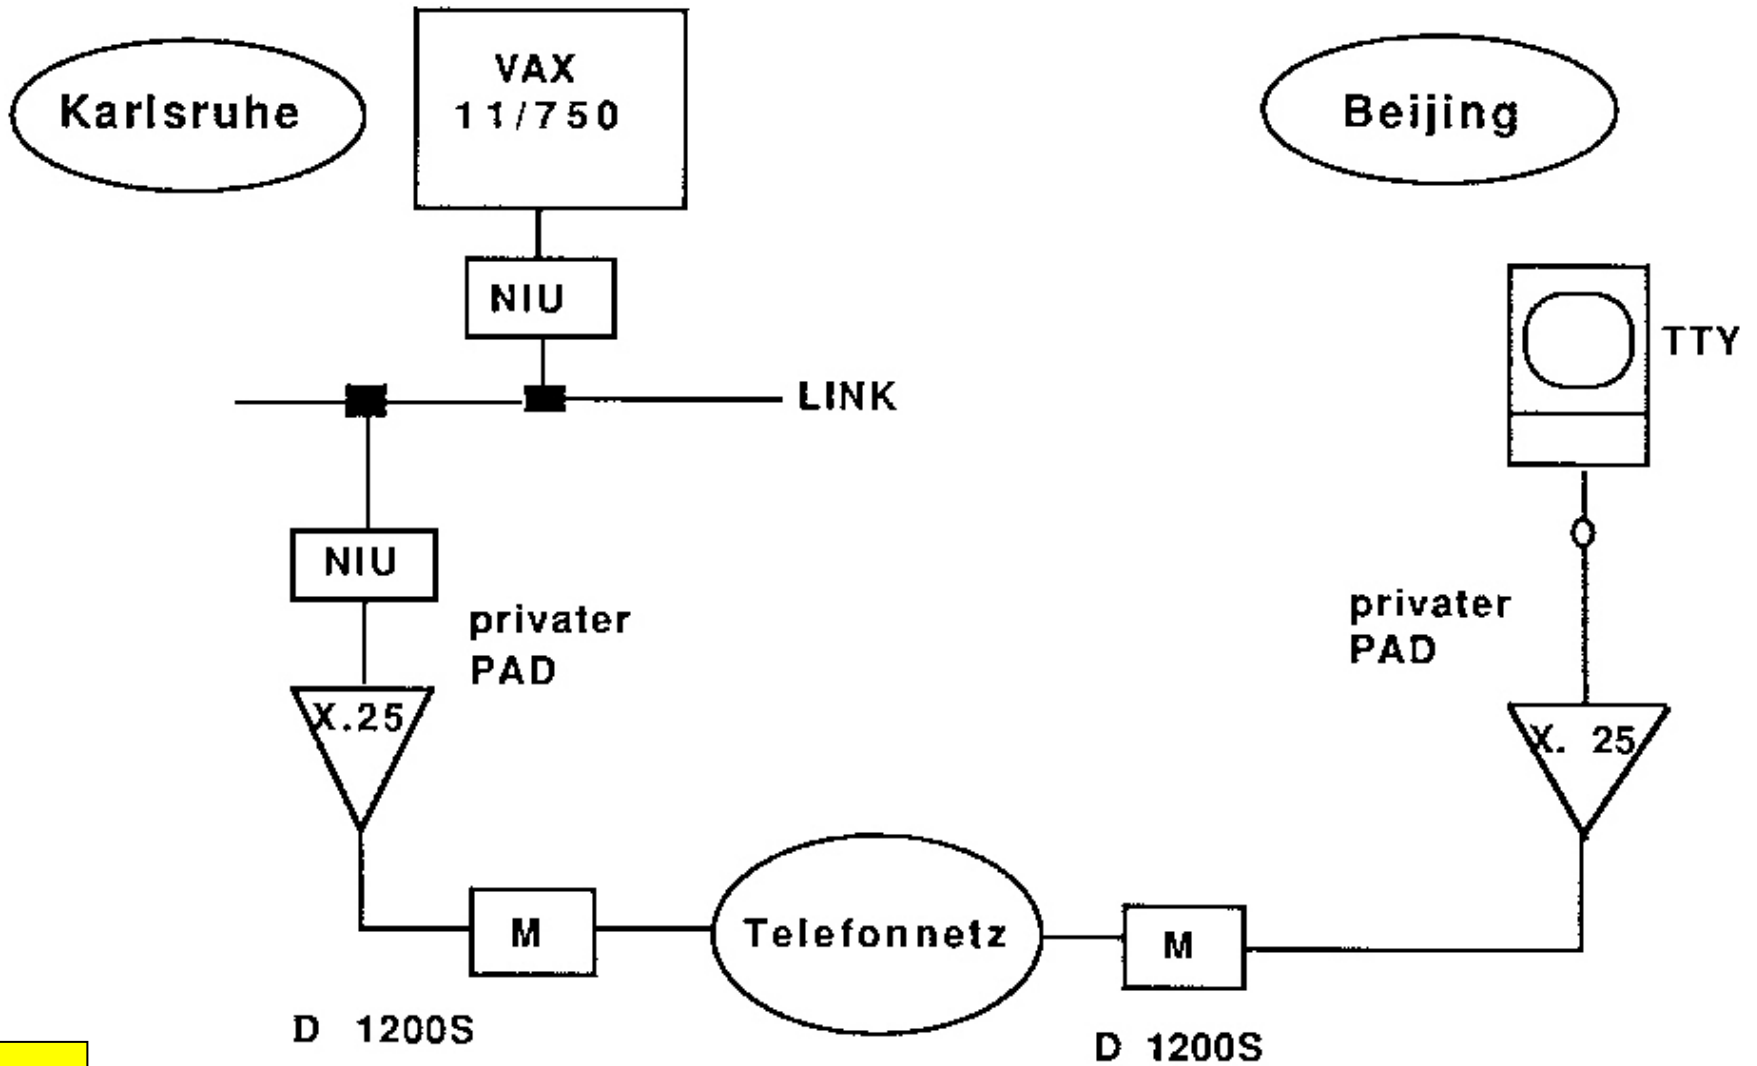 Karlsruhe
VAX
11/750
Beijing
NIU
TTY
LINK
NIU
privater
PAD
privater
PAD
X.25
X. 25
M
Telefonnetz
M
D 1200S
D 1200S